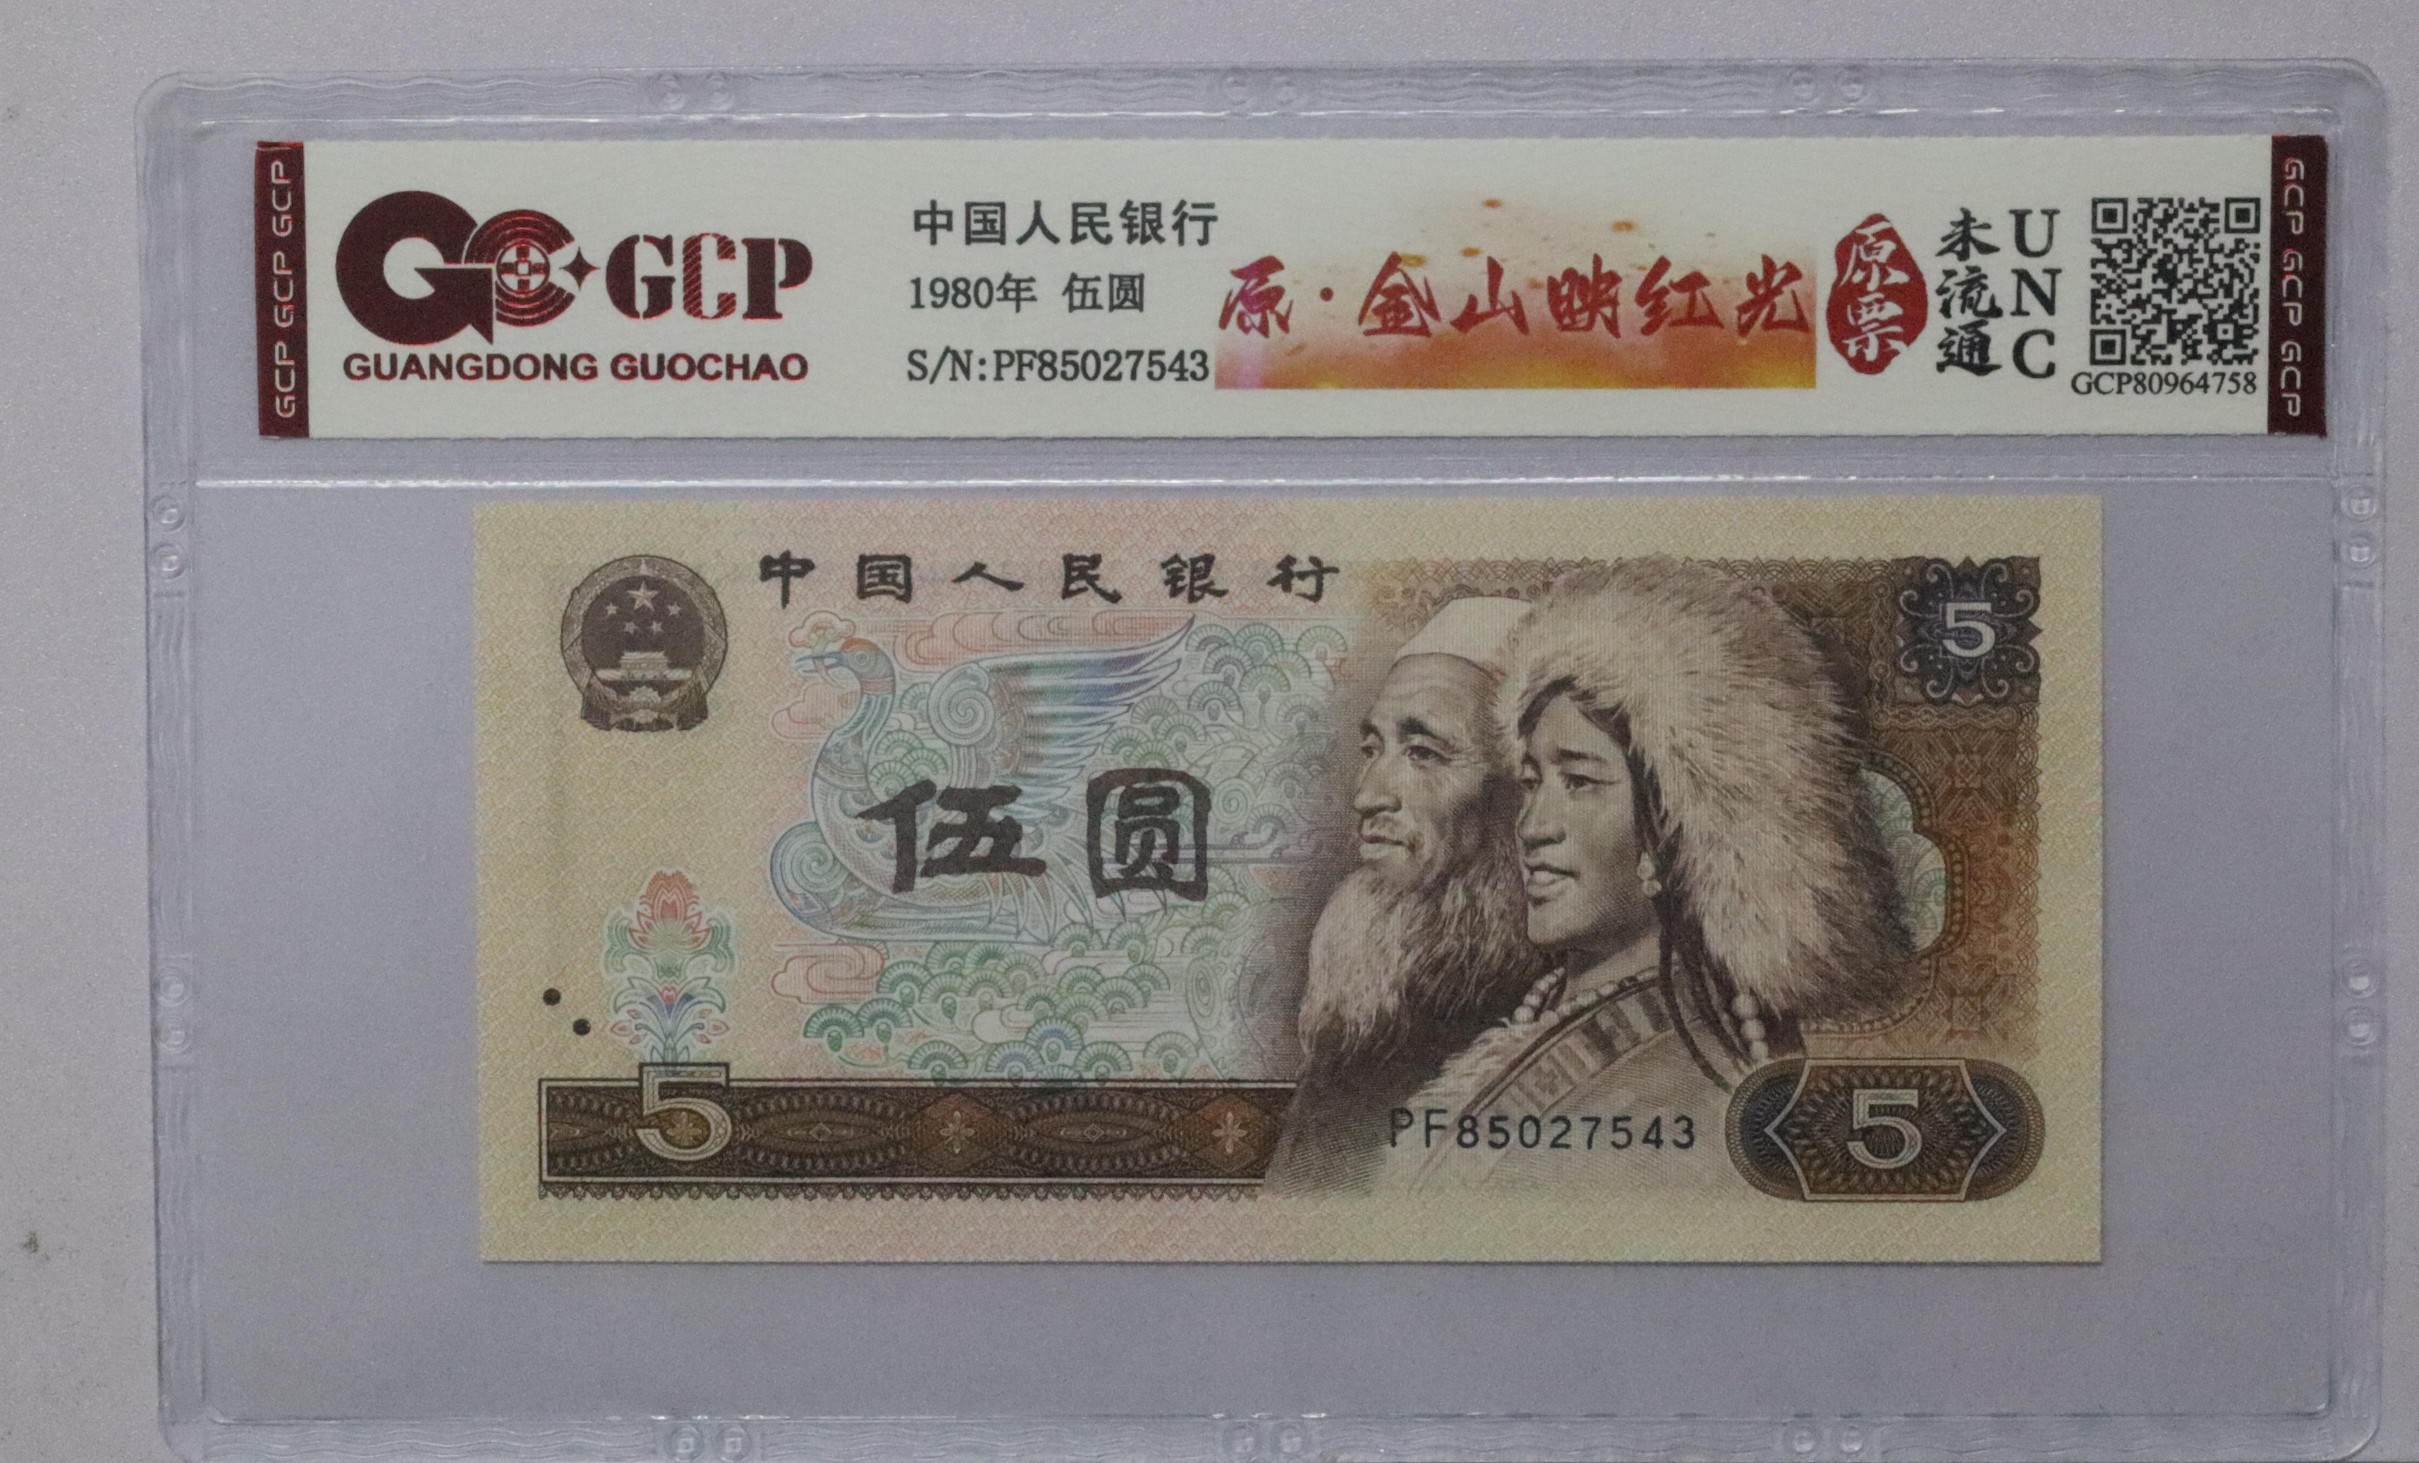 GCP GCP GCP
GCP
GUANGDONG GUOCHAO
中国人民银行
1980年 伍圆
S/N:PF85027543
原·金山映红光
原票
未流通
UNC
GCP80964758
GCP GCP GCP
中国人民银行
5
伍圆
5
PF85027543
5